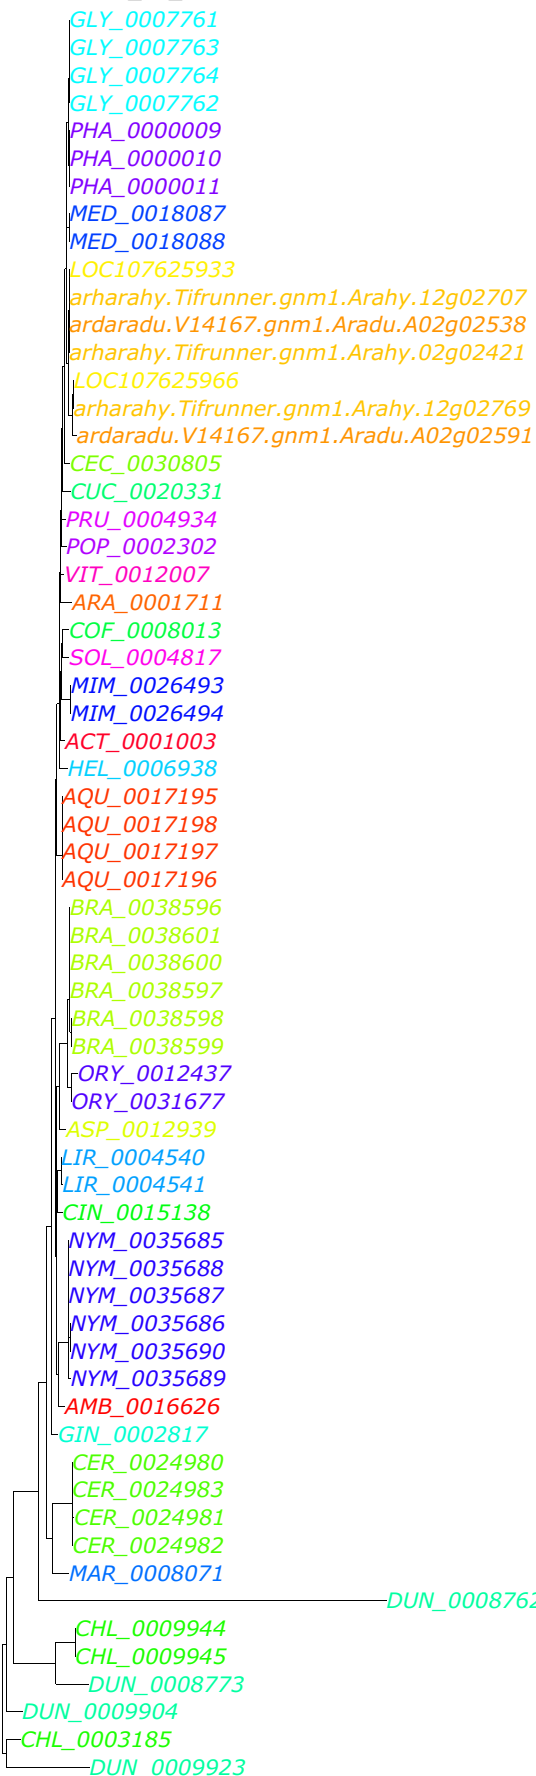 GLY_0007761
GLY_0007763
GLY_0007764
GLY_0007762
PHA_0000009
PHA_0000010
PHA_0000011
MED_0018087
MED_0018088
LOC107625933
arharahy.Tifrunner.gnm1.Arahy.12g02707
ardaradu.V14167.gnm1.Aradu.A02g02538
arharahy.Tifrunner.gnm1.Arahy.02g02421
LOC107625966
arharahy.Tifrunner.gnm1.Arahy.12g02769
ardaradu.V14167.gnm1.Aradu.A02g02591
CEC_0030805
CUC_0020331
PRU_0004934
POP_0002302
VIT_0012007
ARA_0001711
COF_0008013
SOL_0004817
MIM_0026493
MIM_0026494
ACT_0001003
HEL_0006938
AQU_0017195
AQU_0017198
AQU_0017197
AQU_0017196
BRA_0038596
BRA_0038601
BRA_0038600
BRA_0038597
BRA_0038598
BRA_0038599
ORY_0012437
ORY_0031677
ASP_0012939
LIR_0004540
LIR_0004541
CIN_0015138
NYM_0035685
NYM_0035688
NYM_0035687
NYM_0035686
NYM_0035690
NYM_0035689
AMB_0016626
GIN_0002817
CER_0024980
CER_0024983
CER_0024981
CER_0024982
MAR_0008071
DUN_0008762
CHL_0009944
CHL_0009945
DUN_0008773
DUN_0009904
CHL_0003185
DUN_0009923